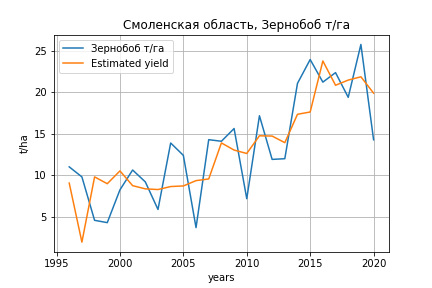 Смоленская область, Зернобоб т/га
Зернобоб т/га
Estimated yield
t/ha
25
20
15
10
5
1995
2000
2005
2010
2015
2020
years